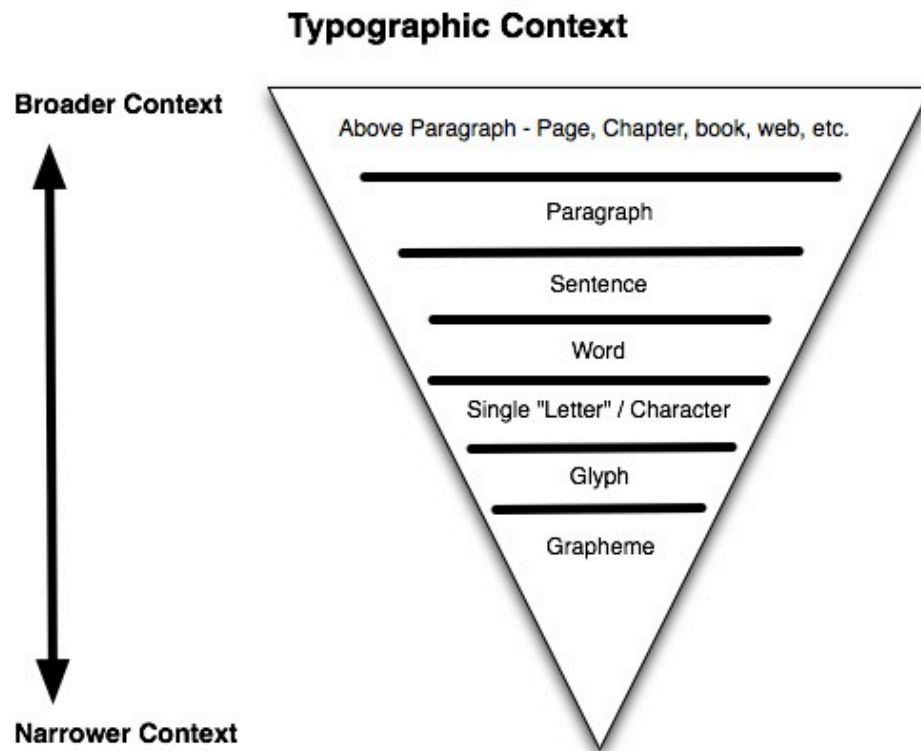 Typographic Context
Broader Context
Above Paragraph - Page, Chapter, book, web, etc.
Paragraph
Sentence
Word
Single "Letter" / Character
Glyph
Grapheme
Narrower Context